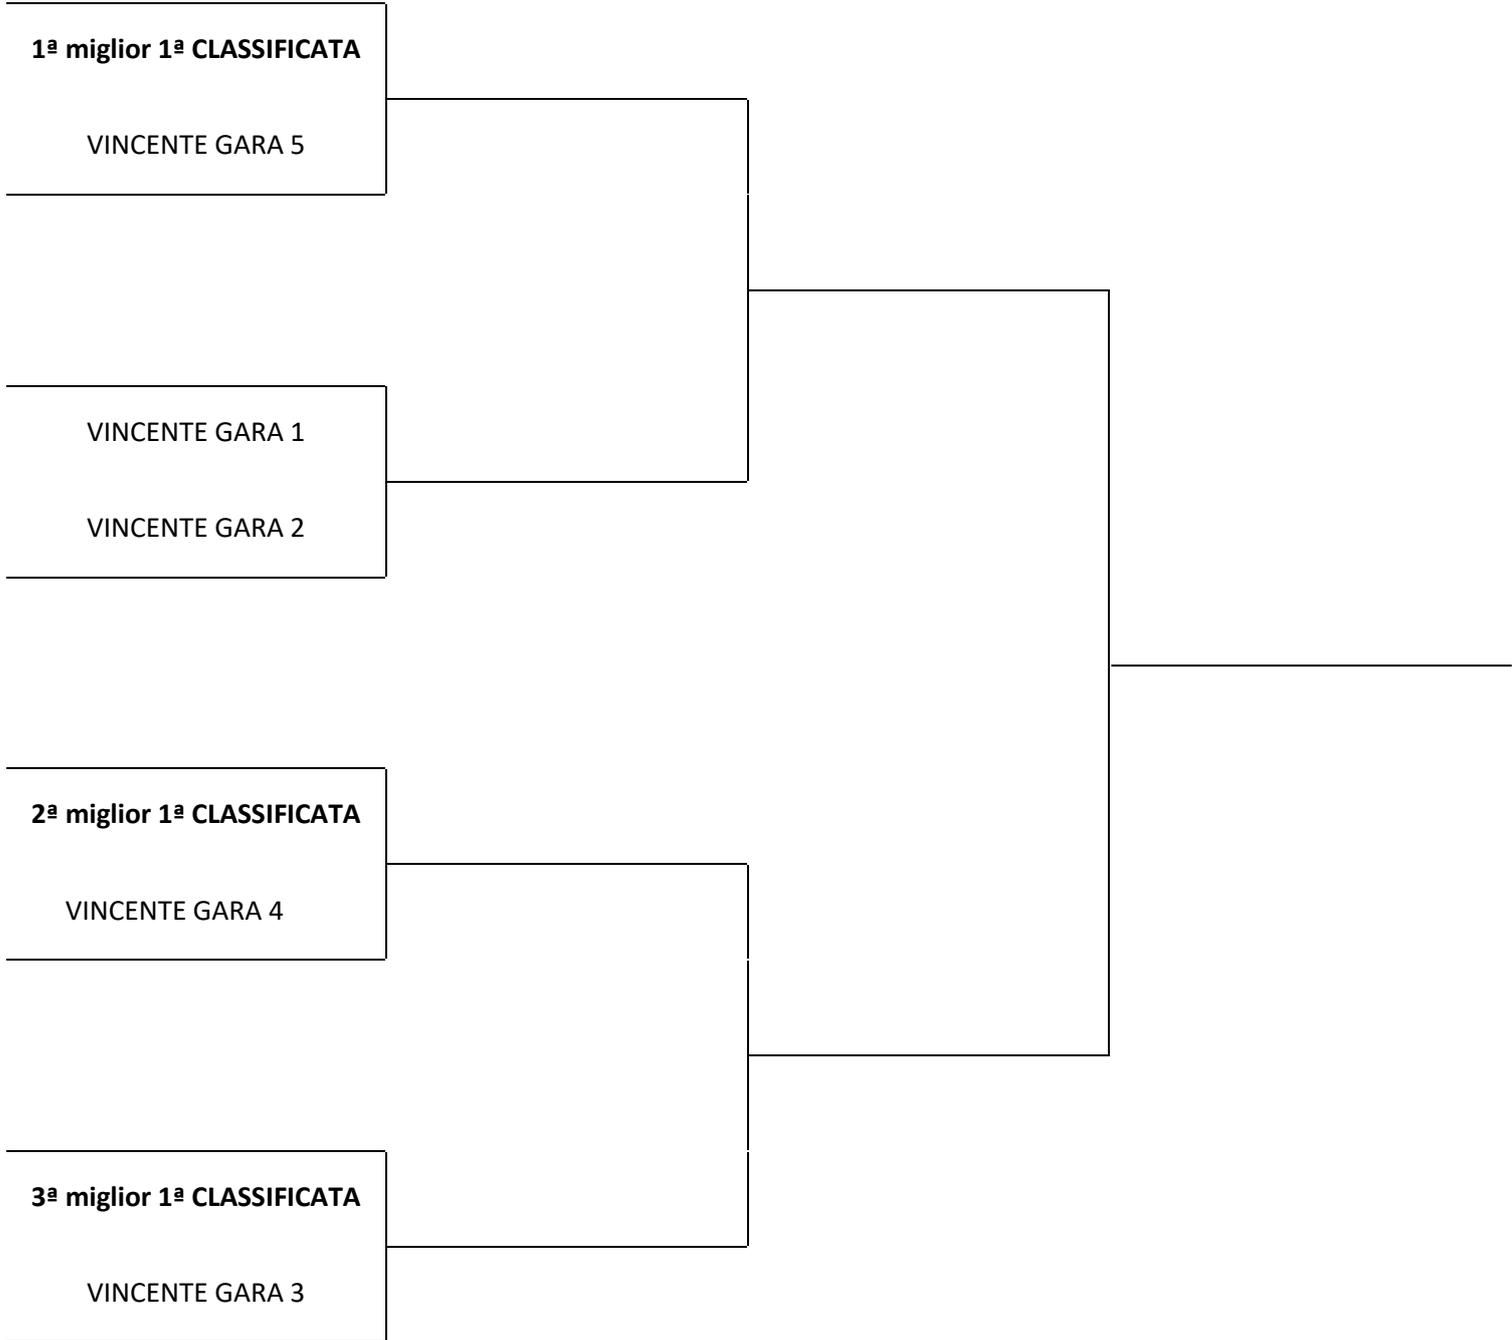 1ª miglior 1ª CLASSIFICATA
VINCENTE GARA 5
VINCENTE GARA 1
VINCENTE GARA 2
2ª miglior 1ª CLASSIFICATA
VINCENTE GARA 4
3ª miglior 1ª CLASSIFICATA
VINCENTE GARA 3